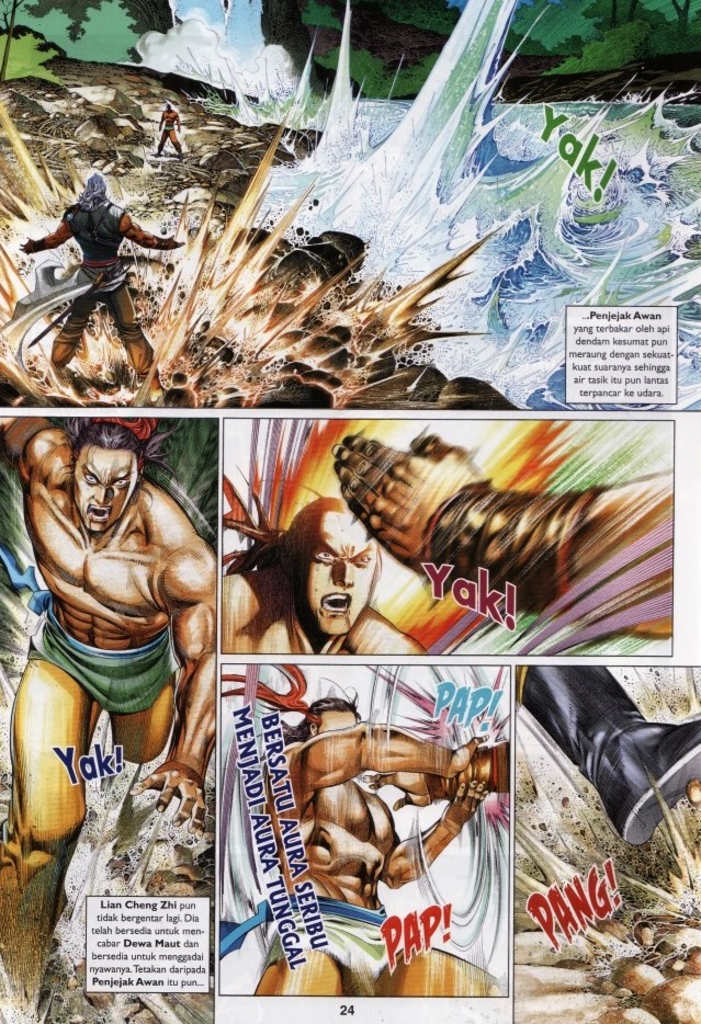 Yak!
...Penjejak Awan
yang terbakar oleh api
dendam kesumat pun
meraung dengan sekuat-
kuat suaranya sehingga
air tasik itu pun lantas
terpancar ke udara.
Yak!
Lian Cheng Zhi pun
tidak bergentar lagi. Dia
telah bersedia untuk men-
cabar Dewa Maut dan
bersedia untuk menggadai
nyawanya. Tetakan daripada
Penjejak Awan itu pun...
Yak!
PAP!
BERSATU AURA SERIBU
MENJADI AURA TUNGGAL
PAP!
PANG!
24